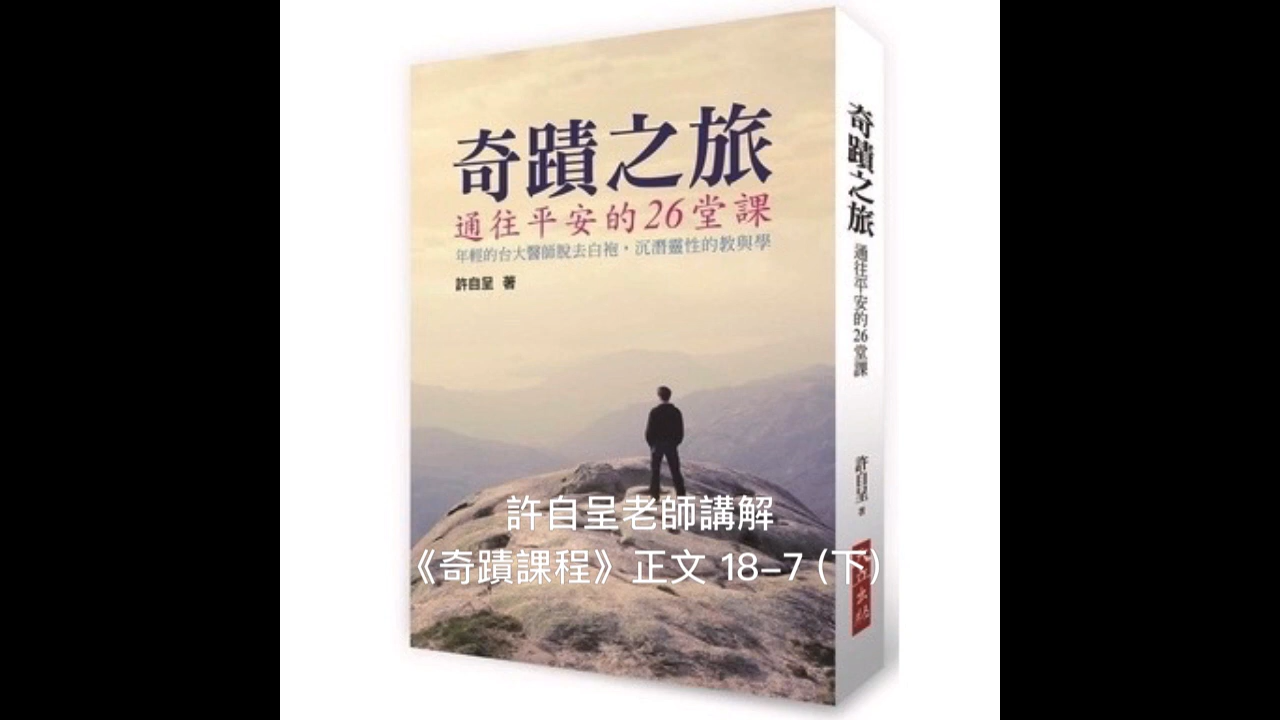 奇蹟之旅
通往平安的26堂課
年輕的台大醫師脫去白袍，沉潛靈性的教與學
許自呈 著
奇蹟之旅
通往平安的26堂課
許自呈 著
許自呈老師講解
《奇蹟課程》正文 18-7 (下)